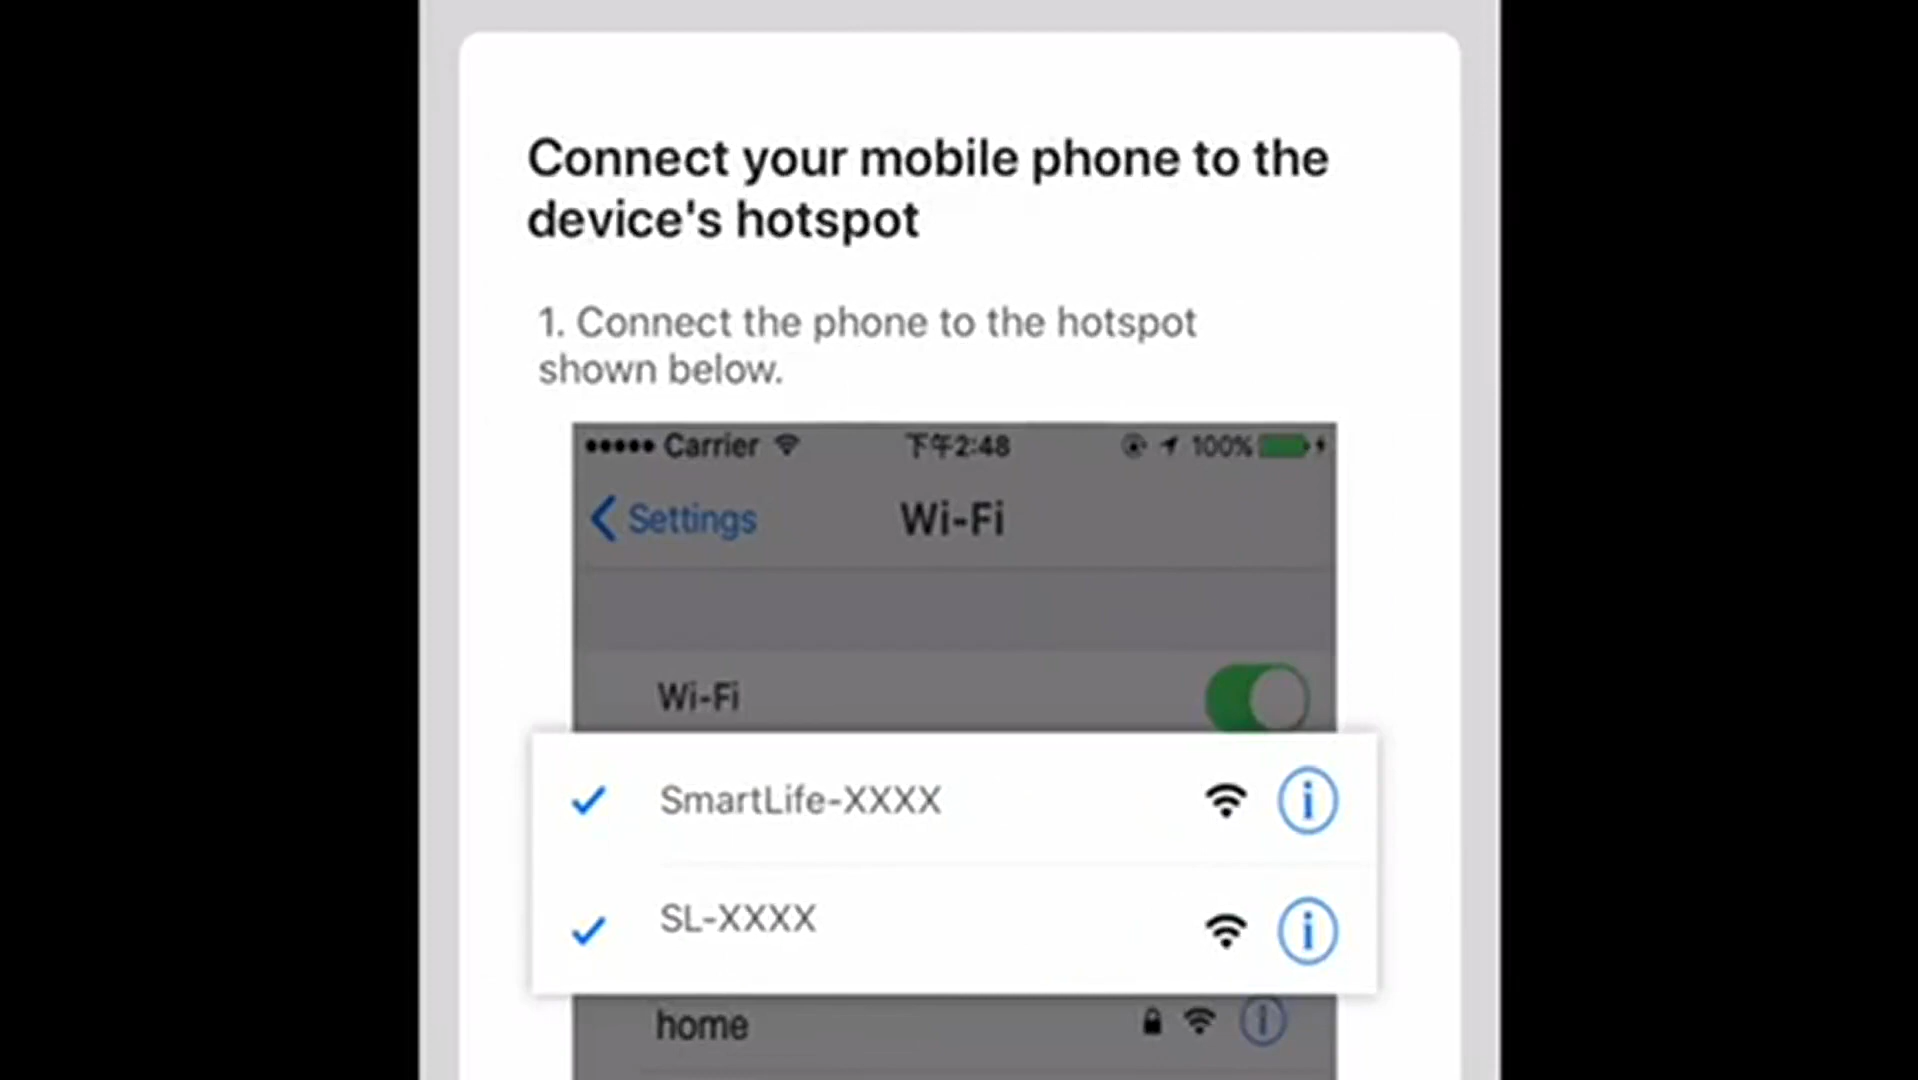 Connect your mobile phone to the
device's hotspot
1. Connect the phone to the hotspot
shown below.
Carrier 下午2:48 100%
Settings Wi-Fi
Wi-Fi
SmartLife-XXXX
SL-XXXX
home